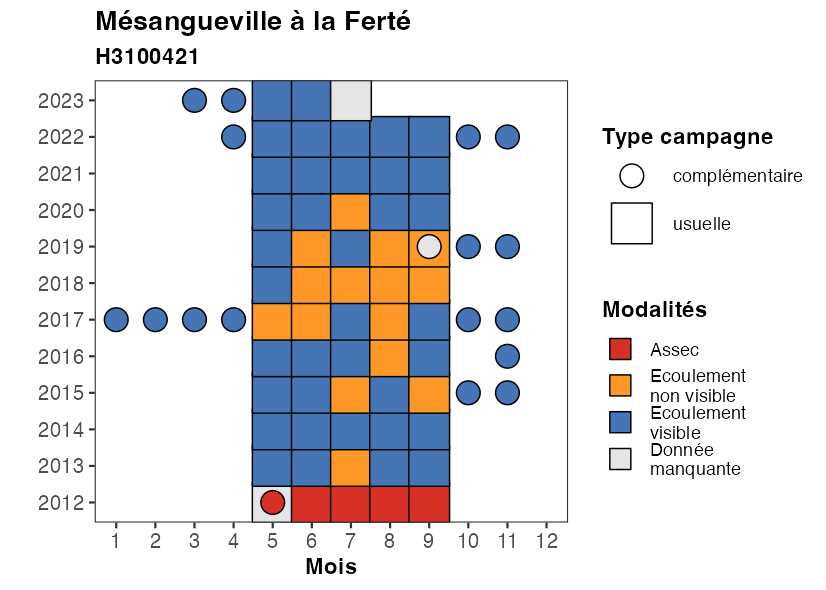 Mésangueville à la Ferté
H3100421
2023
2022
2021
2020
2019
2018
2017
2016
2015
2014
2013
2012
1 2 3 4 5 6 7 8 9 10 11 12
Mois
Type campagne
complémentaire
usuelle
Modalités
Assec
Ecoulement
non visible
Ecoulement
visible
Donnée
manquante